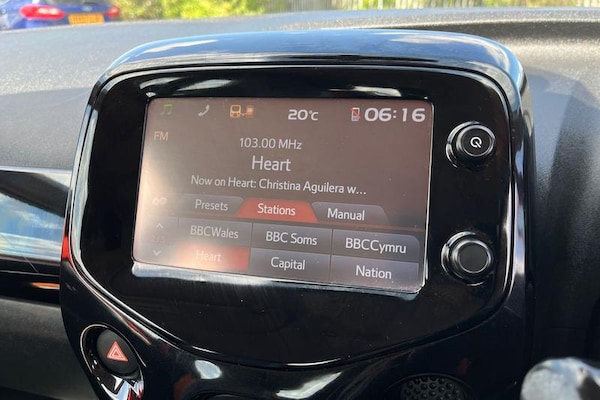 20°C 06:16
FM
103.00 MHz
Heart
Now on Heart: Christina Aguilera w...
Presets Stations Manual
BBCWales BBC Soms BBCCymru
Heart Capital Nation